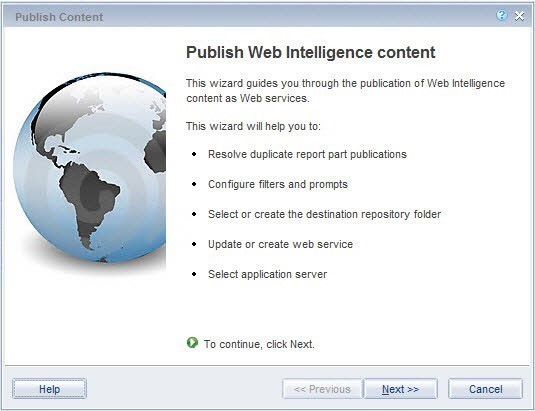 Publish Content
Publish Web Intelligence content
This wizard guides you through the publication of Web Intelligence
content as Web services.
This wizard will help you to:
• Resolve duplicate report part publications
• Configure filters and prompts
• Select or create the destination repository folder
• Update or create web service
• Select application server
To continue, click Next.
Help
<< Previous
Next >>
Cancel